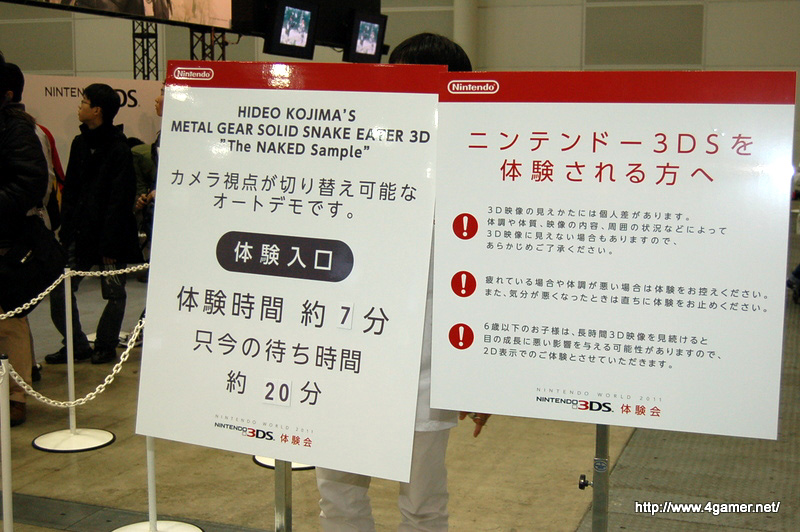 NINTENDO 3DS
Nintendo
HIDEO KOJIMA'S
METAL GEAR SOLID SNAKE EATER 3D
"The NAKED Sample"
カメラ視点が切り替え可能な
オートデモです。
体験入口
体験時間 約 7 分
只今の待ち時間
約 20 分
NINTENDO WORLD 2011
NINTENDO 3DS 体験会
Nintendo
ニンテンドー3DSを
体験される方へ
3D映像の見えかたには個人差があります。
体調や体質、映像の内容、周囲の状況などによって
3D映像に見えない場合もありますので、
あらかじめご了承ください。
疲れている場合や体調が悪い場合は体験をお控えください。
また、気分が悪くなったときは直ちに体験をお止めください。
6歳以下のお子様は、長時間3D映像を見続けると
目の成長に悪い影響を与える可能性がありますので、
2D表示でのご体験とさせていただきます。
NINTENDO WORLD 2011
NINTENDO 3DS 体験会
http://www.4gamer.net/